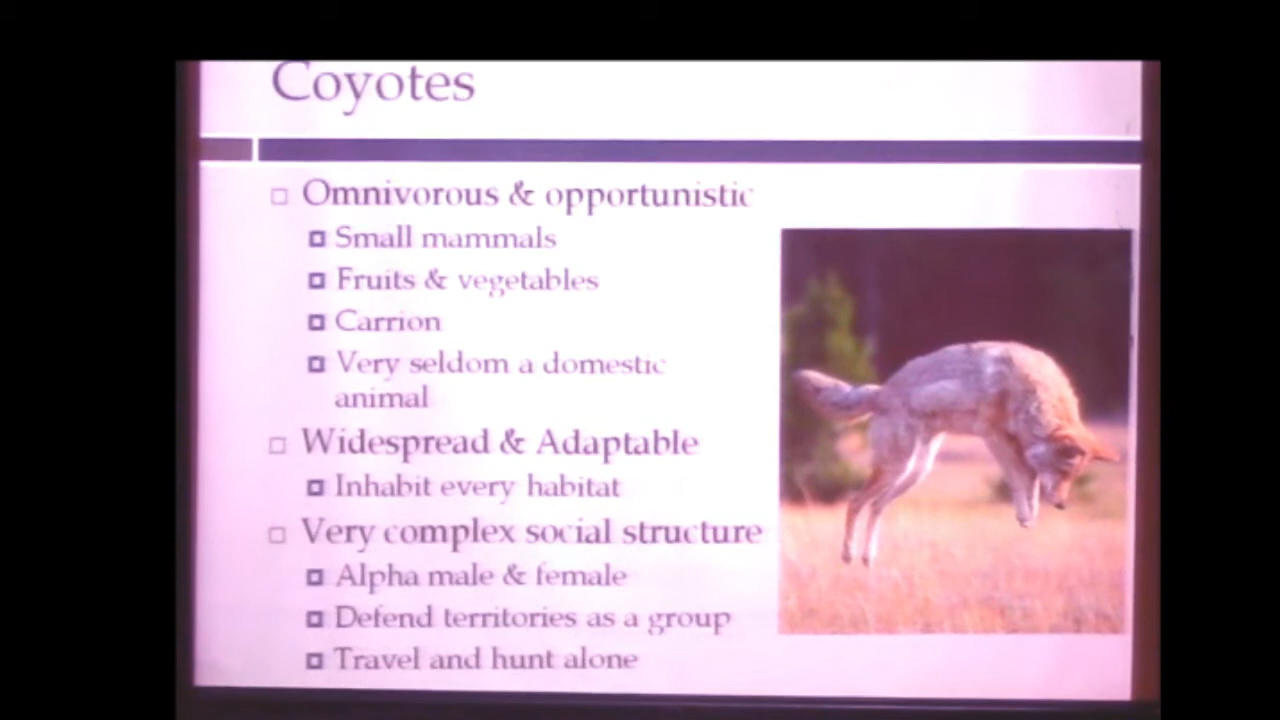 Coyotes
Omnivorous & opportunistic
Small mammals
Fruits & vegetables
Carrion
Very seldom a domestic
animal
Widespread & Adaptable
Inhabit every habitat
Very complex social structure
Alpha male & female
Defend territories as a group
Travel and hunt alone